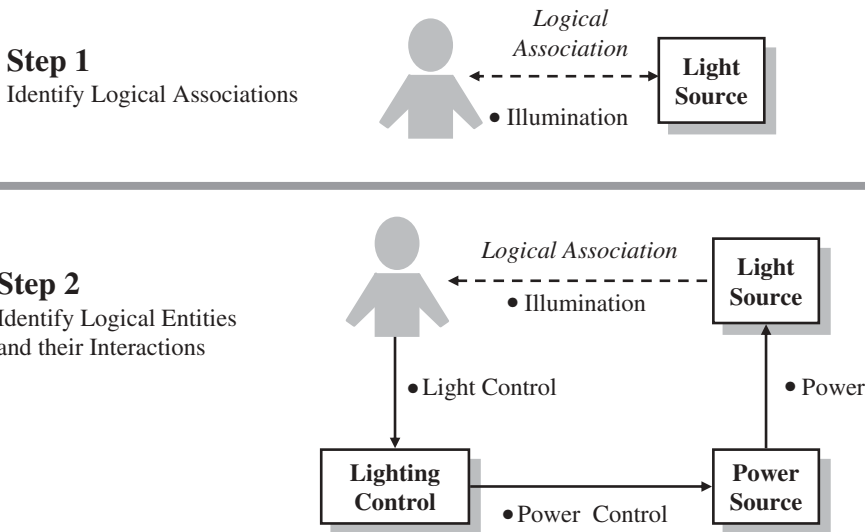 Step 1
Identify Logical Associations
Logical
Association
• Illumination
Light
Source
Step 2
Identify Logical Entities
and their Interactions
Logical Association
• Illumination
Light
Source
• Light Control
• Power
Lighting
Control
• Power Control
Power
Source